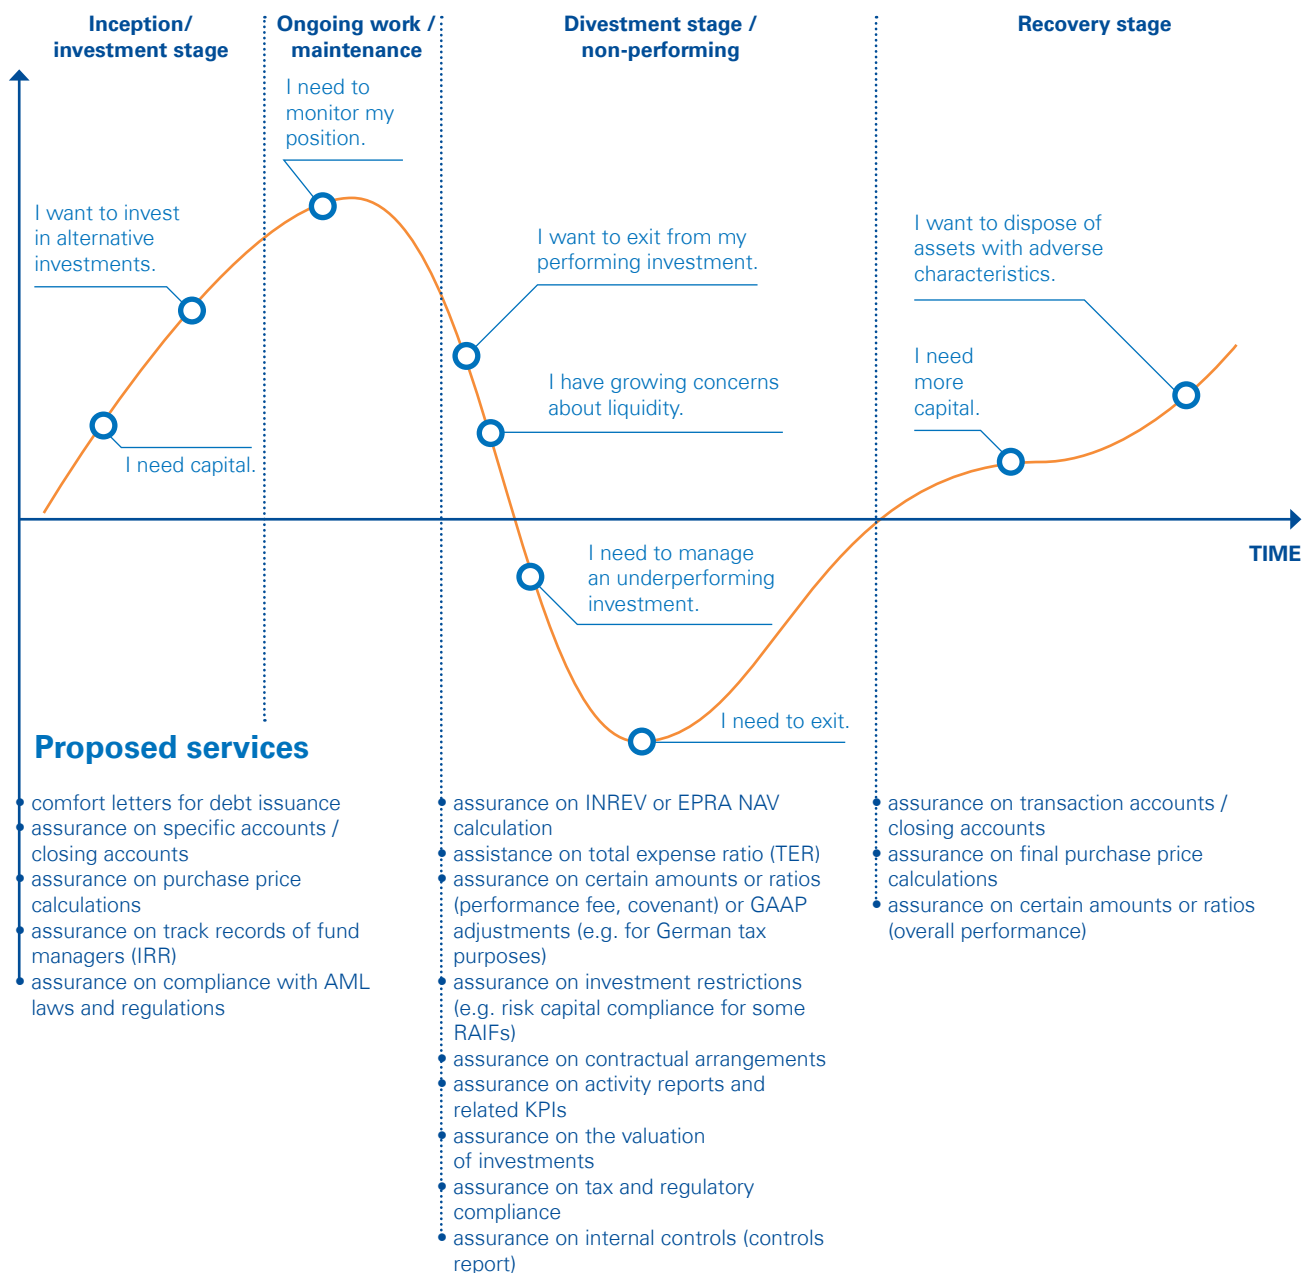 Inception/
investment stage
Ongoing work /
maintenance
Divestment stage /
non-performing
Recovery stage
I need to
monitor my
position.
I want to invest
in alternative
investments.
I need capital.
I want to exit from my
performing investment.
I have growing concerns
about liquidity.
I need to manage
an underperforming
investment.
I need to exit.
I want to dispose of
assets with adverse
characteristics.
I need
more
capital.
TIME
Proposed services
• comfort letters for debt issuance
• assurance on specific accounts /
closing accounts
• assurance on purchase price
calculations
• assurance on track records of fund
managers (IRR)
• assurance on compliance with AML
laws and regulations
• assurance on INREV or EPRA NAV
calculation
• assistance on total expense ratio (TER)
• assurance on certain amounts or ratios
(performance fee, covenant) or GAAP
adjustments (e.g. for German tax
purposes)
• assurance on investment restrictions
(e.g. risk capital compliance for some
RAIFs)
• assurance on contractual arrangements
• assurance on activity reports and
related KPIs
• assurance on the valuation
of investments
• assurance on tax and regulatory
compliance
• assurance on internal controls (controls
report)
• assurance on transaction accounts /
closing accounts
• assurance on final purchase price
calculations
• assurance on certain amounts or ratios
(overall performance)